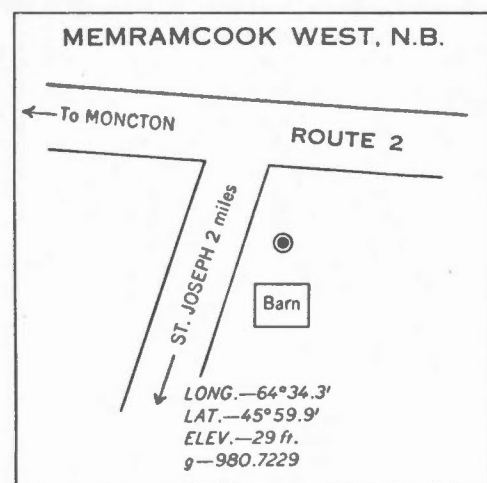 MEMRAMCOOK WEST, N.B.
←To MONCTON
ROUTE 2
ST. JOSEPH 2 miles
Barn
LONG.—64°34.3'
LAT.—45°59.9'
ELEV.—29 ft.
g—980.7229